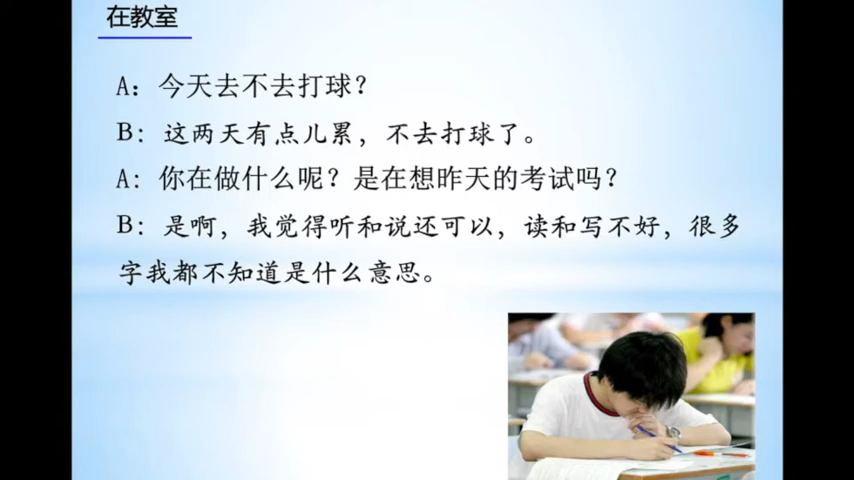 在教室
A：今天去不去打球？
B：这两天有点儿累，不去打球了。
A：你在做什么呢？是在想昨天的考试吗？
B：是啊，我觉得听和说还可以，读和写不好，很多
字我都不知道是什么意思。